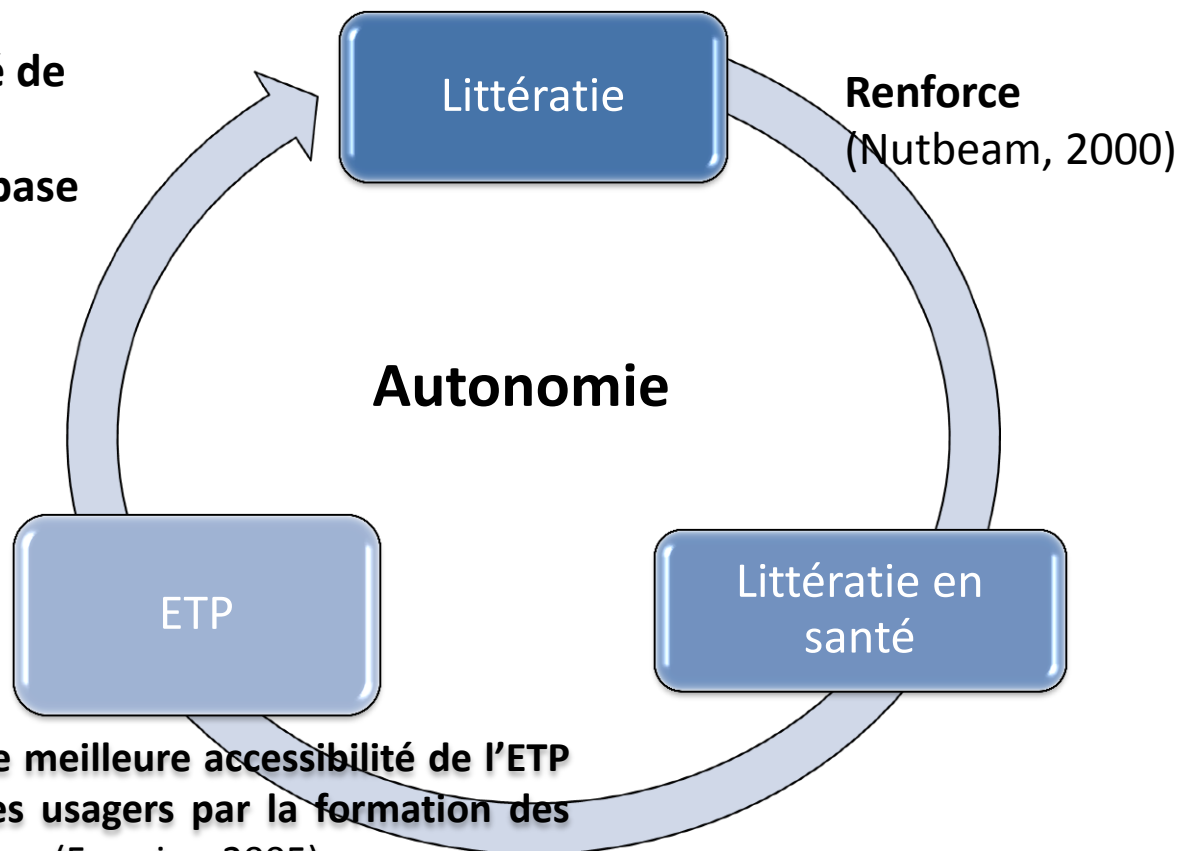 Littératie
de
base
Renforce
(Nutbeam, 2000)
Autonomie
ETP
Littératie en
santé
meilleure accessibilité de l’ETP
usagers par la formation des
2005)